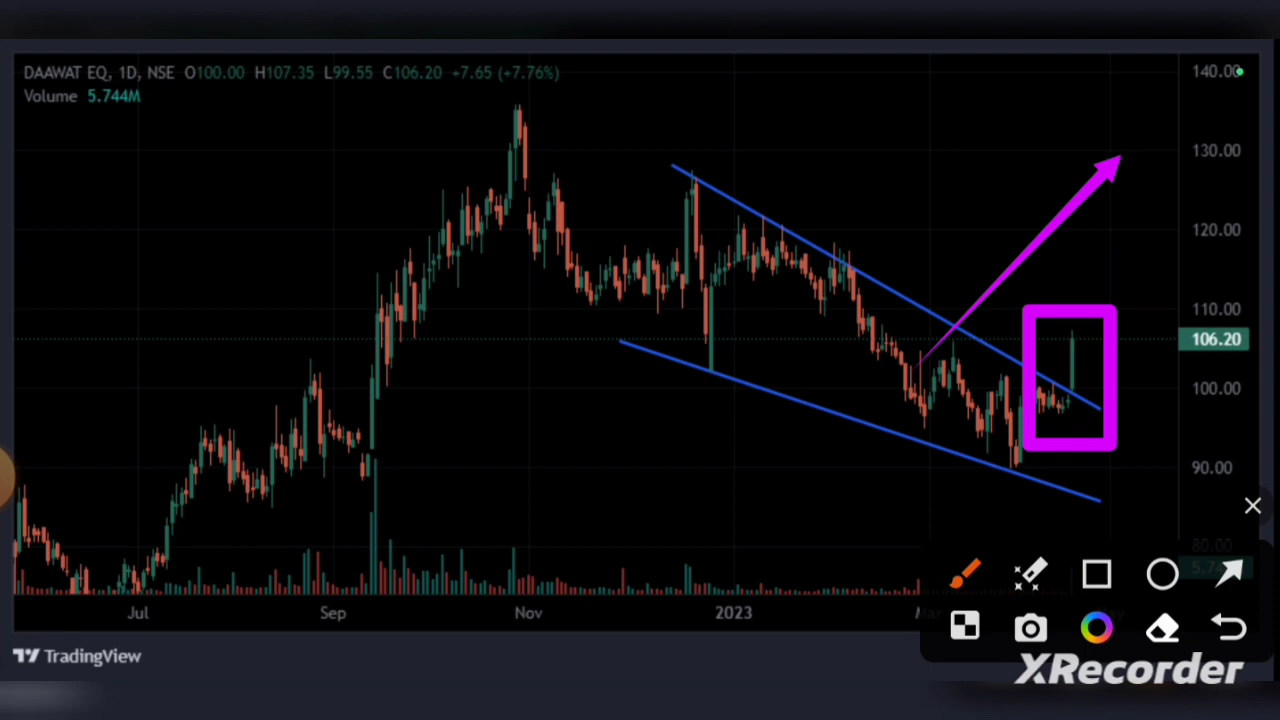 DAAWAT EQ, 1D, NSE O100.00 H107.35 L99.55 C106.20 +7.65 (+7.76%)
Volume 5.744M
140.00
130.00
120.00
110.00
106.20
100.00
90.00
80.00
Jul Sep Nov 2023
TradingView
XRecorder